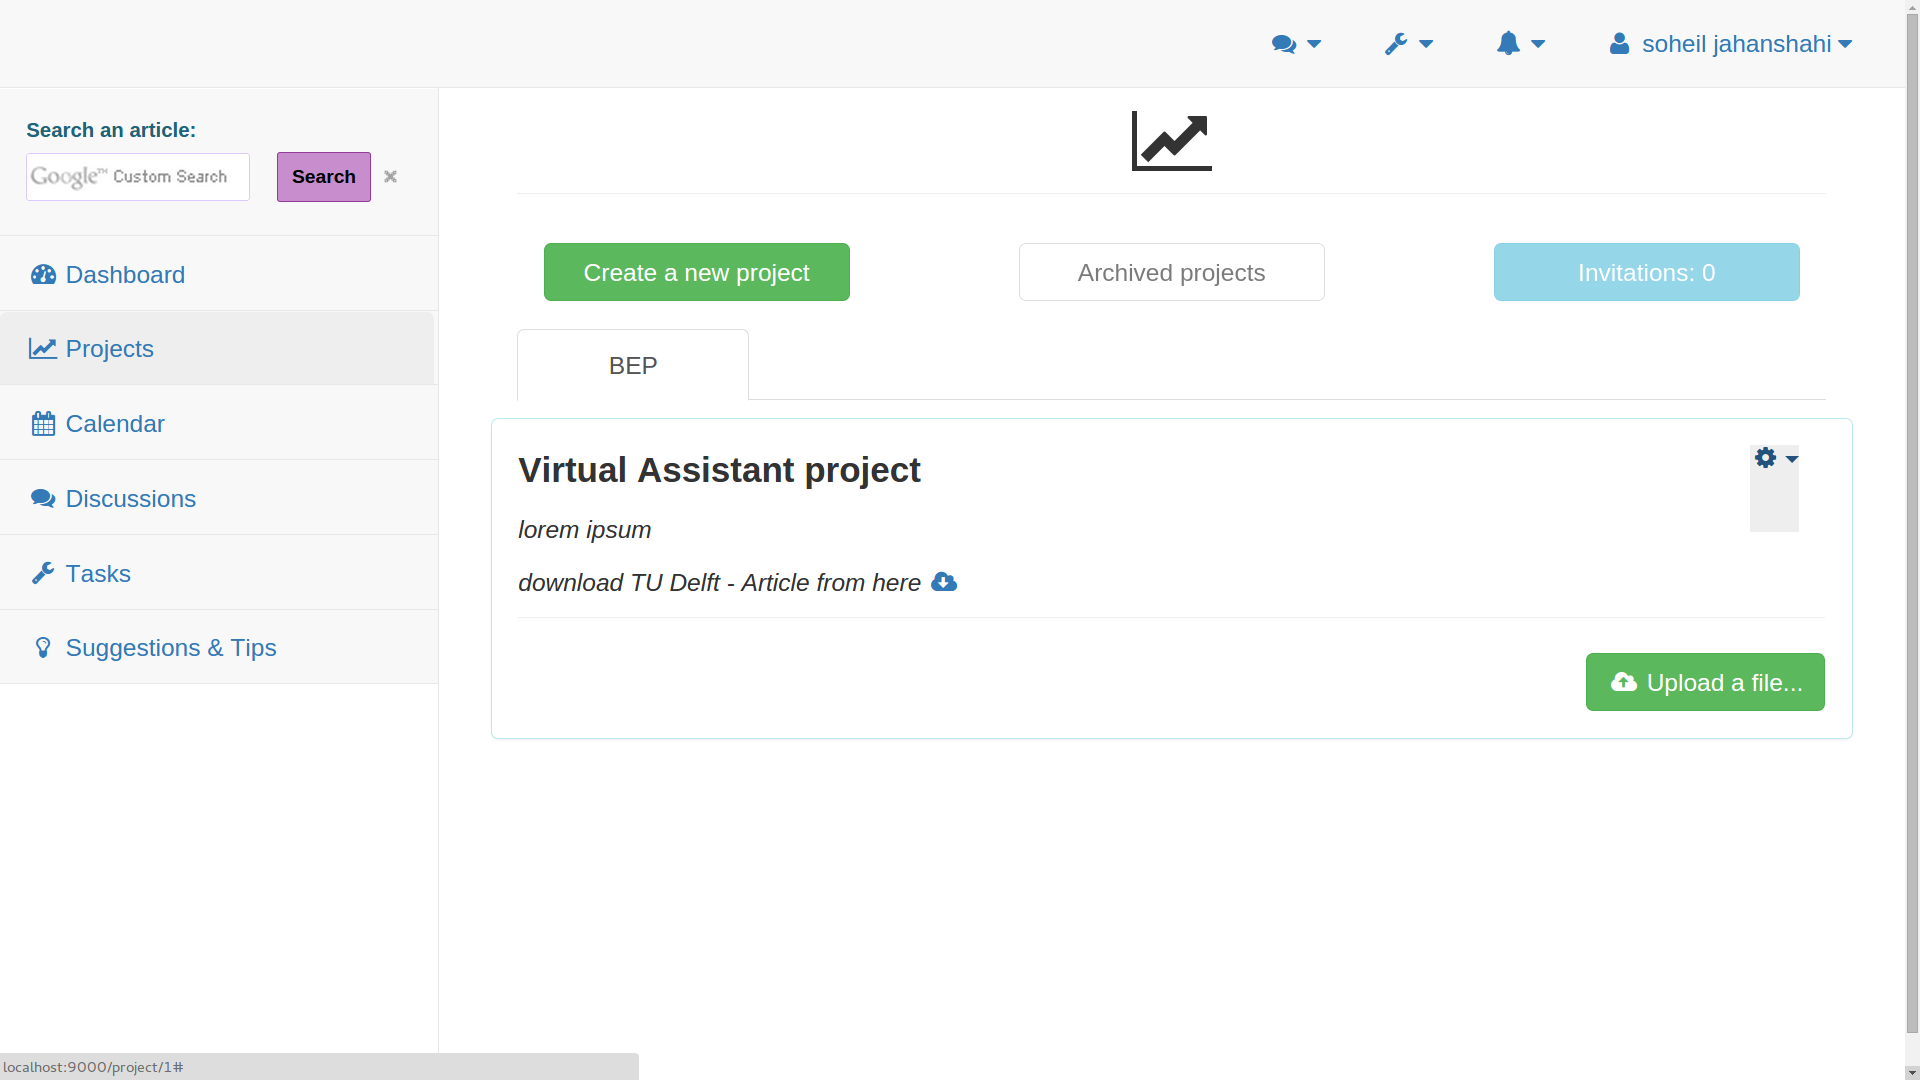 soheil jahanshahi
Search an article:
Google™ Custom Search
Search
Dashboard
Projects
Calendar
Discussions
Tasks
Suggestions & Tips
Create a new project
Archived projects
Invitations: 0
BEP
Virtual Assistant project
lorem ipsum
download TU Delft - Article from here
Upload a file...
localhost:9000/project/1#